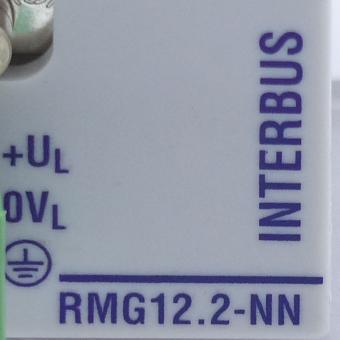 INTERBUS
+UL
0VL
RMG12.2-NN